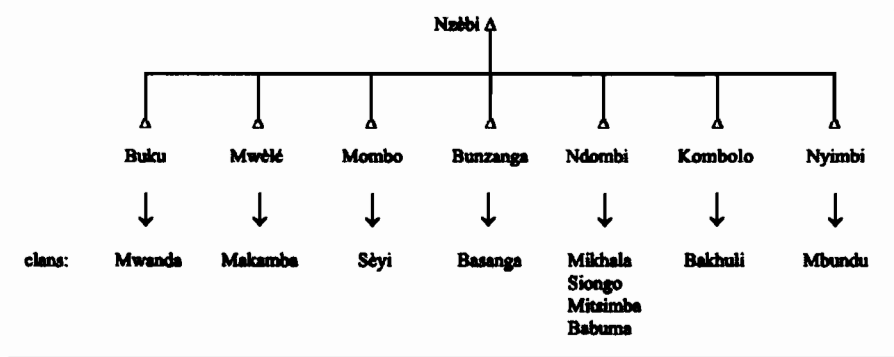 Nzèbi
Buku Mwèlé Mombo Bunzanga Ndombi Kombolo Nyimbi
clans: Mwanda Makamba Sèyi Basanga Mikhala Bakhuli Mbundu
Siongo
Mitsimba
Babuma